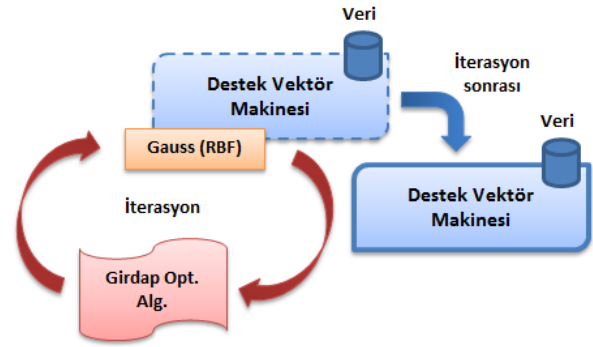 Veri
Destek Vektör
Makinesi
Gauss (RBF)
İterasyon
sonrası
Veri
Destek Vektör
Makinesi
İterasyon
Girdap Opt.
Alg.